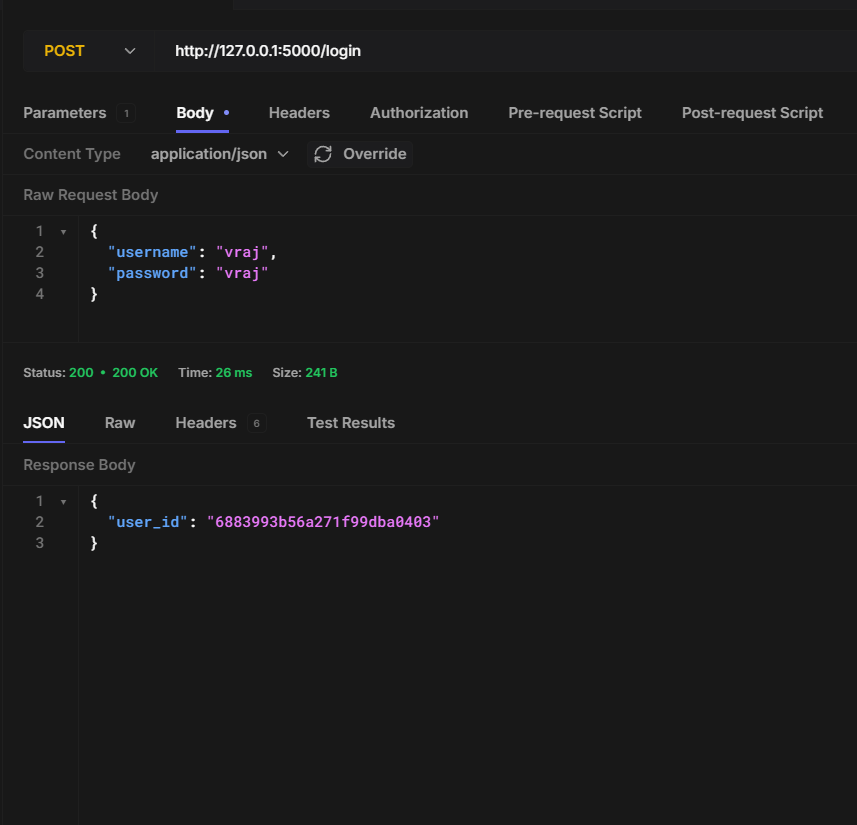 POST http://127.0.0.1:5000/login
Parameters 1 Body Headers Authorization Pre-request Script Post-request Script
Content Type application/json Override
Raw Request Body
1 {
2 "username": "vraj",
3 "password": "vraj"
4 }
Status: 200 • 200 OK Time: 26 ms Size: 241 B
JSON Raw Headers 6 Test Results
Response Body
1 {
2 "user_id": "6883993b56a271f99dba0403"
3 }